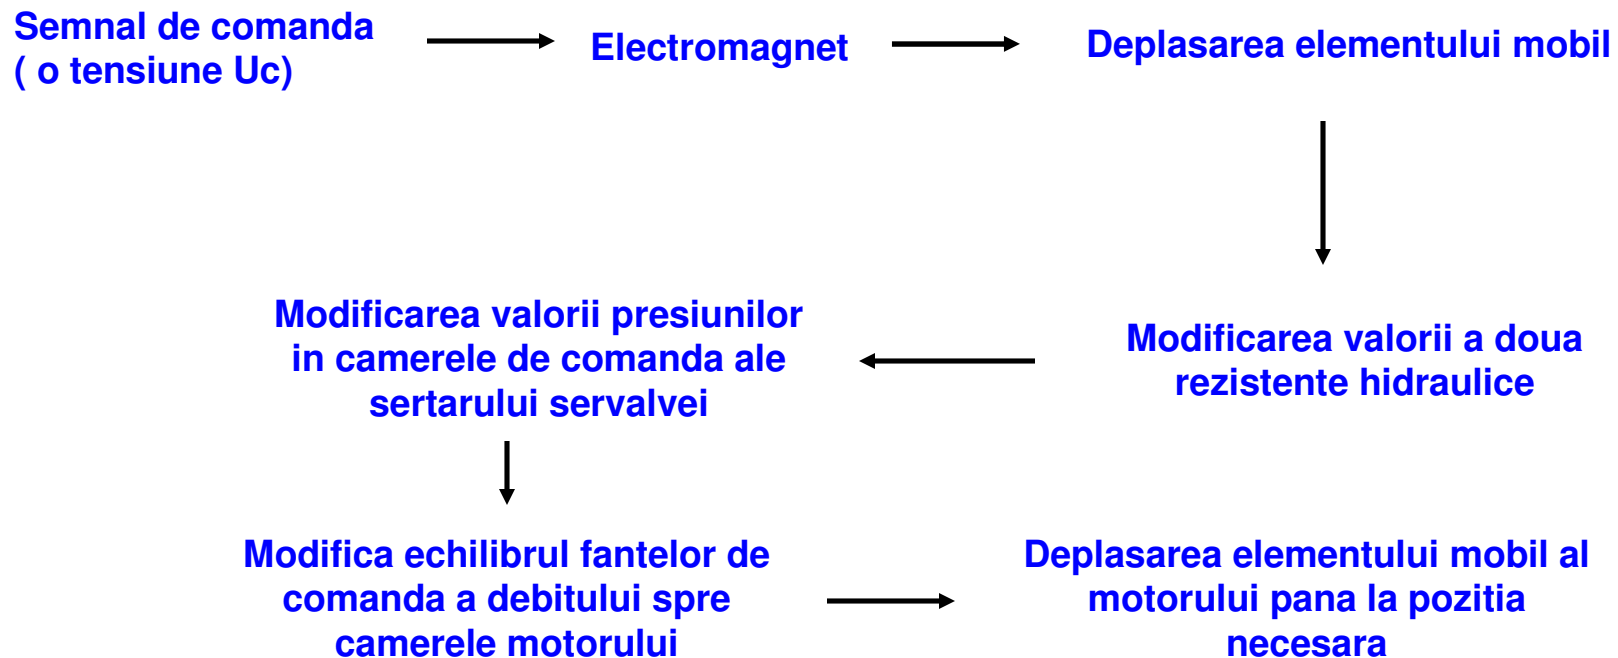 Semnal de comanda
( o tensiune Uc)
Electromagnet
Deplasarea elementului mobil
Modificarea valorii a doua
rezistente hidraulice
Modificarea valorii presiunilor
in camerele de comanda ale
sertarului servalvei
Modifica echilibrul fantelor de
comanda a debitului spre
camerele motorului
Deplasarea elementului mobil al
motorului pana la pozitia
necesara